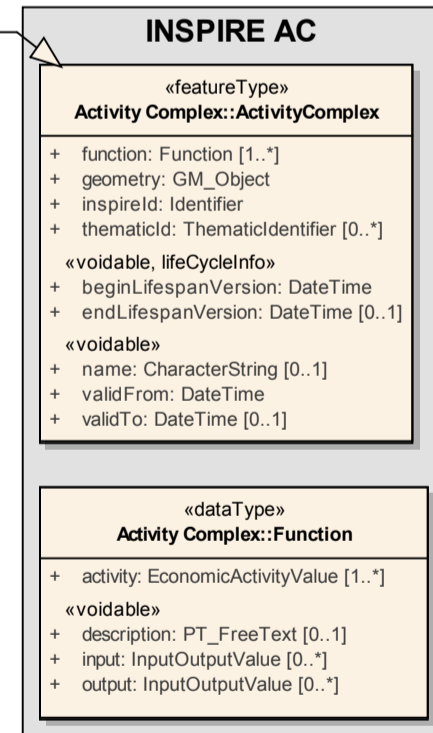 INSPIRE AC
«featureType»
Activity Complex::ActivityComplex
+ function: Function [1..*]
+ geometry: GM_Object
+ inspireId: Identifier
+ thematicId: ThematicIdentifier [0..*]
«voidable, lifeCycleInfo»
+ beginLifespanVersion: DateTime
+ endLifespanVersion: DateTime [0..1]
«voidable»
+ name: CharacterString [0..1]
+ validFrom: DateTime
+ validTo: DateTime [0..1]
«dataType»
Activity Complex::Function
+ activity: EconomicActivityValue [1..*]
«voidable»
+ description: PT_FreeText [0..1]
+ input: InputOutputValue [0..*]
+ output: InputOutputValue [0..*]